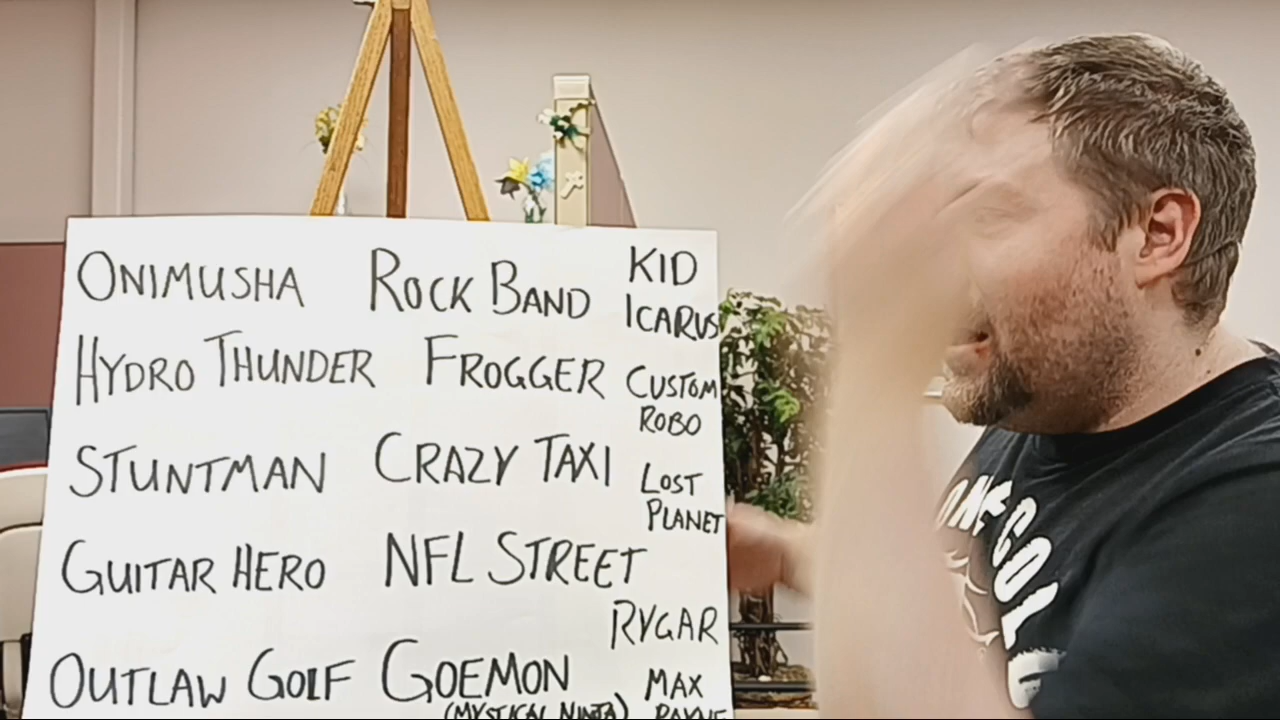 ONIMUSHA ROCK BAND KID
ICARUS
HYDRO THUNDER FROGGER CUSTOM
ROBO
STUNTMAN CRAZY TAXI LOST
PLANET
GUITAR HERO NFL STREET
RYGAR
OUTLAW GOLF GOEMON MAX
(MYSTICAL NINJA) PAYNE